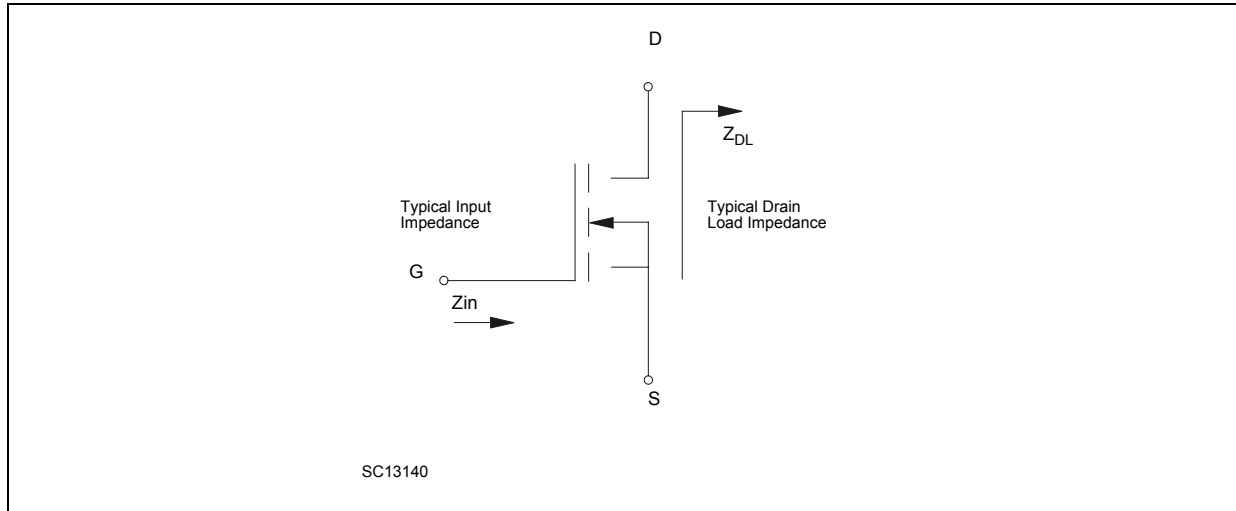 D
Z_DL
Typical Input
Impedance
Typical Drain
Load Impedance
G
Zin
S
SC13140